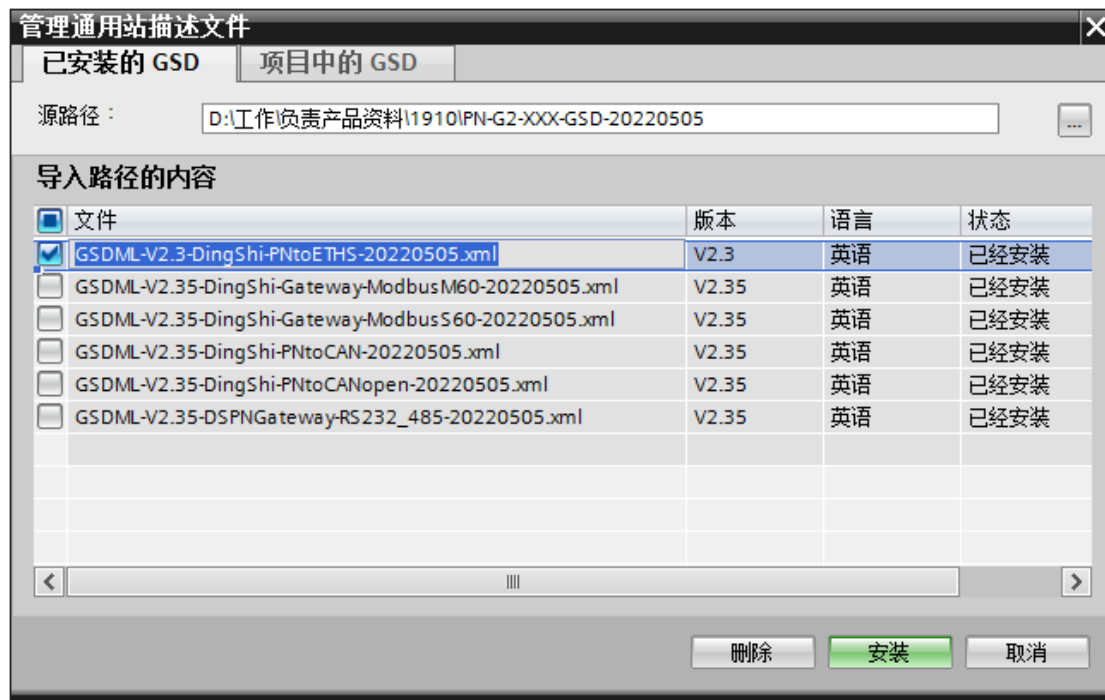 管理通用站描述文件
已安装的 GSD 项目中的 GSD
源路径： D:\工作\负责产品资料\1910\PN-G2-XXX-GSD-20220505 ...
导入路径的内容
文件 版本 语言 状态
GSDML-V2.3-DingShi-PNtoETHS-20220505.xml V2.3 英语 已经安装
GSDML-V2.35-DingShi-Gateway-ModbusM60-20220505.xml V2.35 英语 已经安装
GSDML-V2.35-DingShi-Gateway-ModbusS60-20220505.xml V2.35 英语 已经安装
GSDML-V2.35-DingShi-PNtoCAN-20220505.xml V2.35 英语 已经安装
GSDML-V2.35-DingShi-PNtoCANopen-20220505.xml V2.35 英语 已经安装
GSDML-V2.35-DSPNGateway-RS232_485-20220505.xml V2.35 英语 已经安装
删除 安装 取消